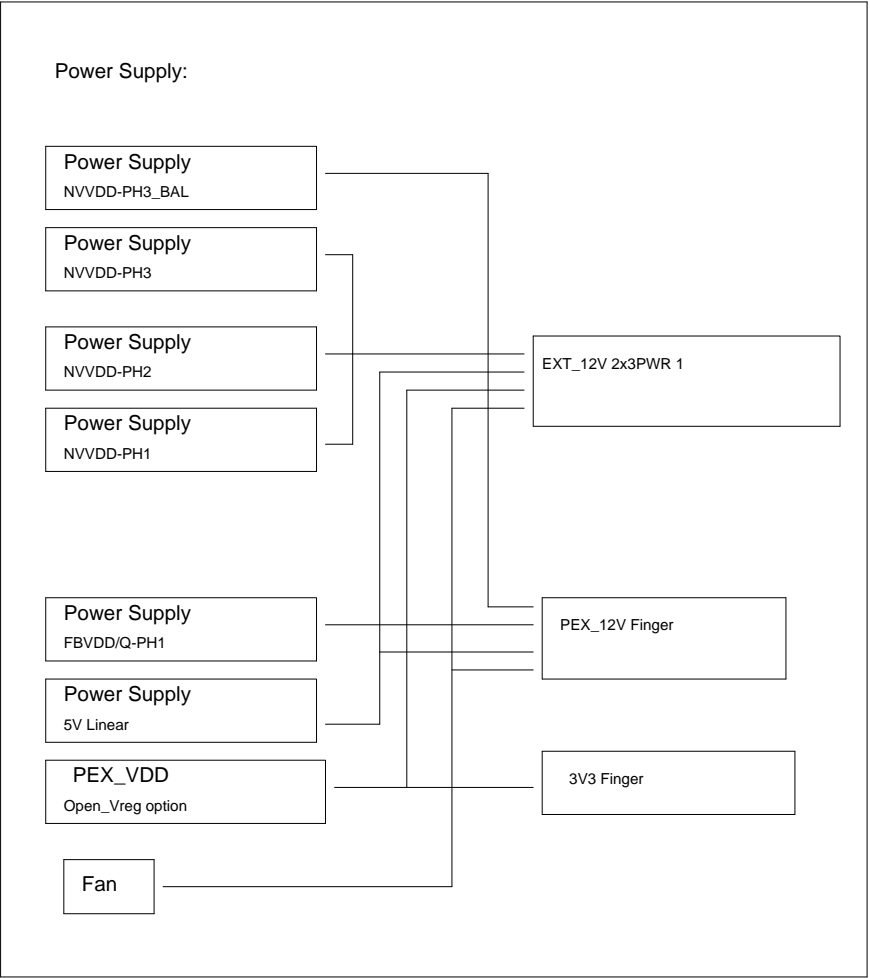 Power Supply:
Power Supply
NVVDD-PH3_BAL
Power Supply
NVVDD-PH3
Power Supply
NVVDD-PH2
EXT_12V 2x3PWR 1
Power Supply
NVVDD-PH1
Power Supply
FBVDD/Q-PH1
PEX_12V Finger
Power Supply
5V Linear
PEX_VDD
Open_Vreg option
3V3 Finger
Fan